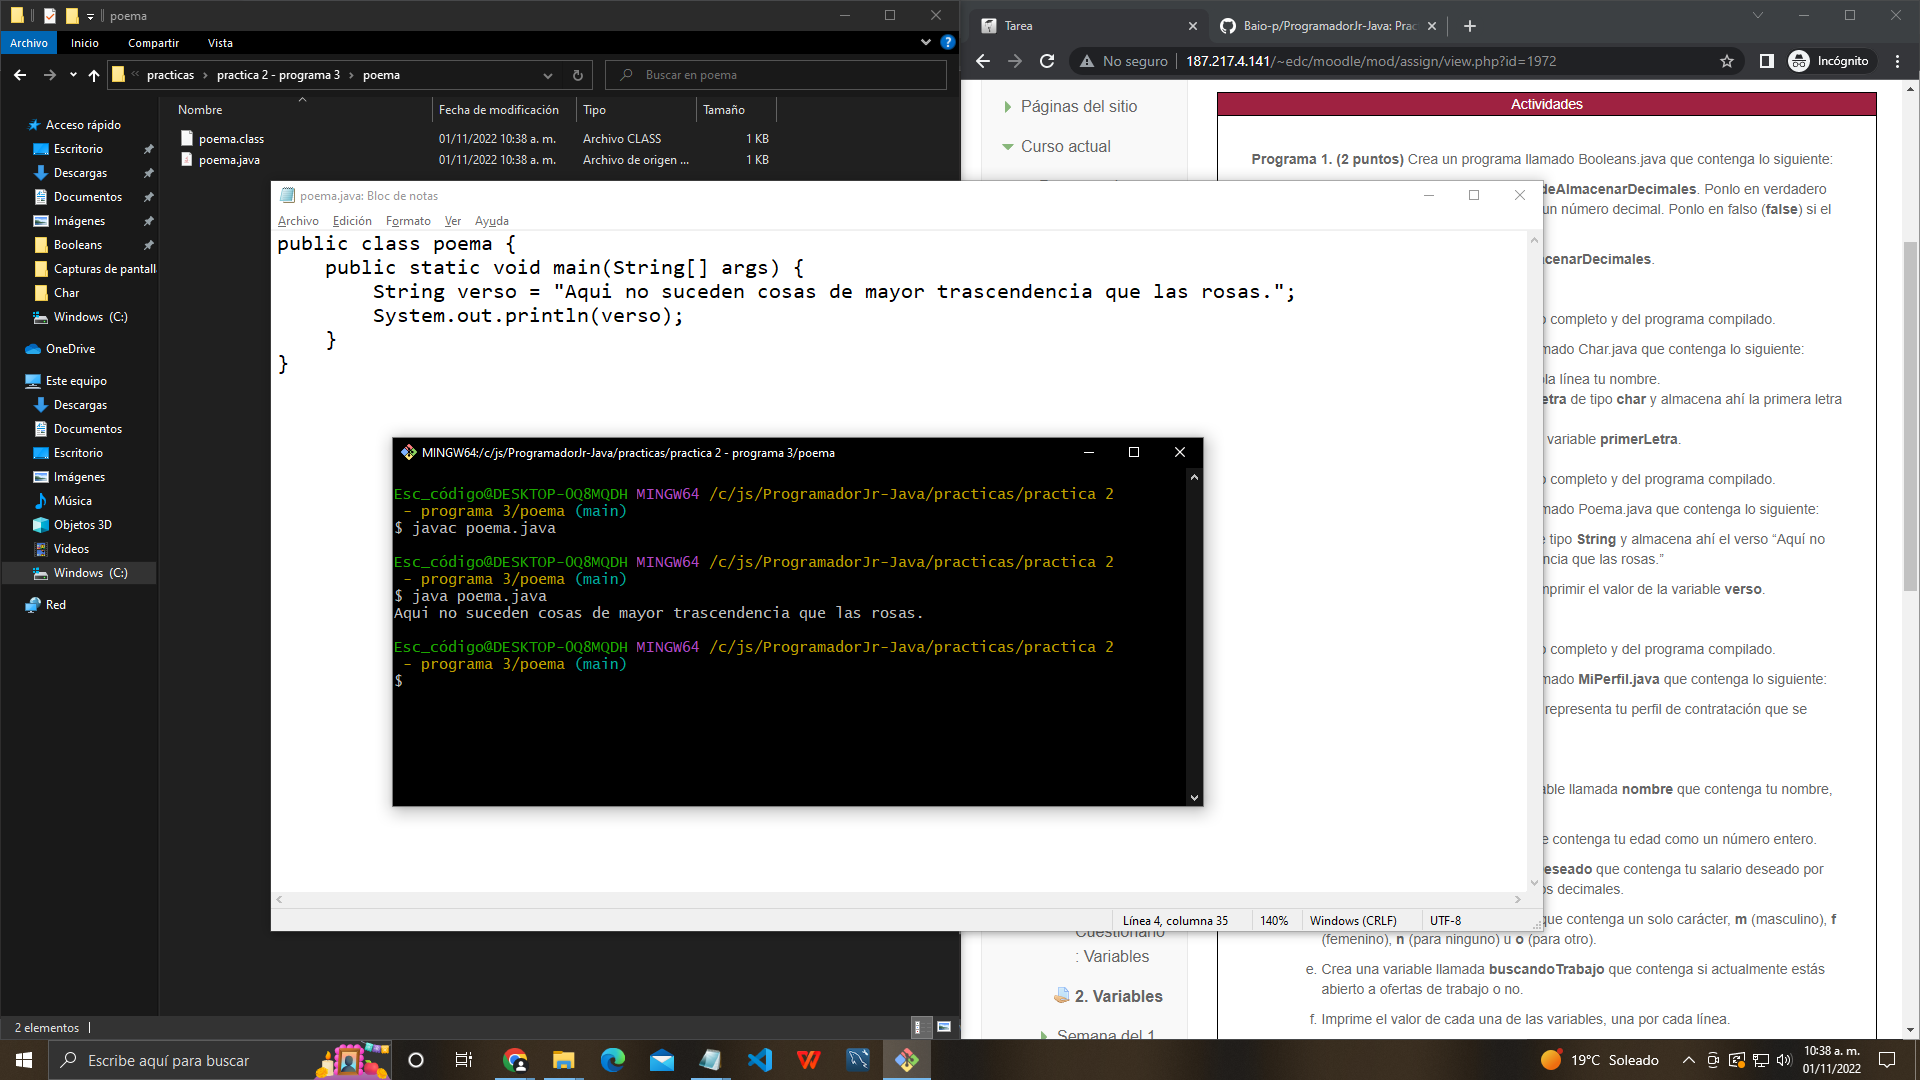 poema
Archivo Inicio Compartir Vista
practicas practica 2 - programa 3 poema
Buscar en poema
Nombre Fecha de modificación Tipo Tamaño
poema.class 01/11/2022 10:38 a. m. Archivo CLASS 1 KB
poema.java 01/11/2022 10:38 a. m. Archivo de origen ... 1 KB
Acceso rápido
Escritorio
Descargas
Documentos
Imágenes
Booleans
Capturas de pantall
Char
Windows (C:)
OneDrive
Este equipo
Descargas
Documentos
Escritorio
Imágenes
Música
Objetos 3D
Videos
Windows (C:)
Red
2 elementos
poema.java: Bloc de notas
Archivo Edición Formato Ver Ayuda
public class poema {
public static void main(String[] args) {
String verso = "Aqui no suceden cosas de mayor trascendencia que las rosas.";
System.out.println(verso);
}
}
Línea 4, columna 35 140% Windows (CRLF) UTF-8
MINGW64:/c/js/ProgramadorJr-Java/practicas/practica 2 - programa 3/poema
Esc_código@DESKTOP-OQ8MQDH MINGW64 /c/js/ProgramadorJr-Java/practicas/practica 2
- programa 3/poema (main)
$ javac poema.java
Esc_código@DESKTOP-OQ8MQDH MINGW64 /c/js/ProgramadorJr-Java/practicas/practica 2
- programa 3/poema (main)
$ java poema.java
Aqui no suceden cosas de mayor trascendencia que las rosas.
Esc_código@DESKTOP-OQ8MQDH MINGW64 /c/js/ProgramadorJr-Java/practicas/practica 2
- programa 3/poema (main)
$
Tarea
Baio-p/ProgramadorJr-Java: Prac
No seguro 187.217.4.141/~edc/moodle/mod/assign/view.php?id=1972
Incógnito
Páginas del sitio
Curso actual
Cuestionario
: Variables
2. Variables
Semana del 1
Actividades
Programa 1. (2 puntos) Crea un programa llamado Booleans.java que contenga lo siguiente:
deAlmacenarDecimales. Ponlo en verdadero
un número decimal. Ponlo en falso (false) si el
cenarDecimales.
completo y del programa compilado.
mado Char.java que contenga lo siguiente:
la línea tu nombre.
etra de tipo char y almacena ahí la primera letra
variable primerLetra.
completo y del programa compilado.
mado Poema.java que contenga lo siguiente:
tipo String y almacena ahí el verso “Aquí no
ncia que las rosas.”
mprimir el valor de la variable verso.
completo y del programa compilado.
mado MiPerfil.java que contenga lo siguiente:
representa tu perfil de contratación que se
able llamada nombre que contenga tu nombre,
e contenga tu edad como un número entero.
eseado que contenga tu salario deseado por
os decimales.
que contenga un solo carácter, m (masculino), f
(femenino), n (para ninguno) u o (para otro).
e. Crea una variable llamada buscandoTrabajo que contenga si actualmente estás
abierto a ofertas de trabajo o no.
f. Imprime el valor de cada una de las variables, una por cada línea.
Escribe aquí para buscar
19°C Soleado
10:38 a. m.
01/11/2022